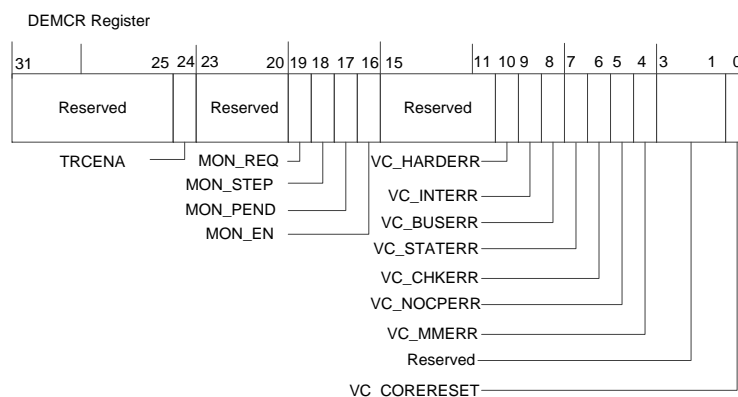 DEMCR Register
31 25 24 23 20 19 18 17 16 15 11 10 9 8 7 6 5 4 3 1 0
Reserved Reserved Reserved
TRCENA MON_REQ VC_HARDERR
MON_STEP
VC_INTERR
MON_PEND
VC_BUSERR
MON_EN
VC_STATERR
VC_CHKERR
VC_NOCPERR
VC_MMERR
Reserved
VC_CORERESET